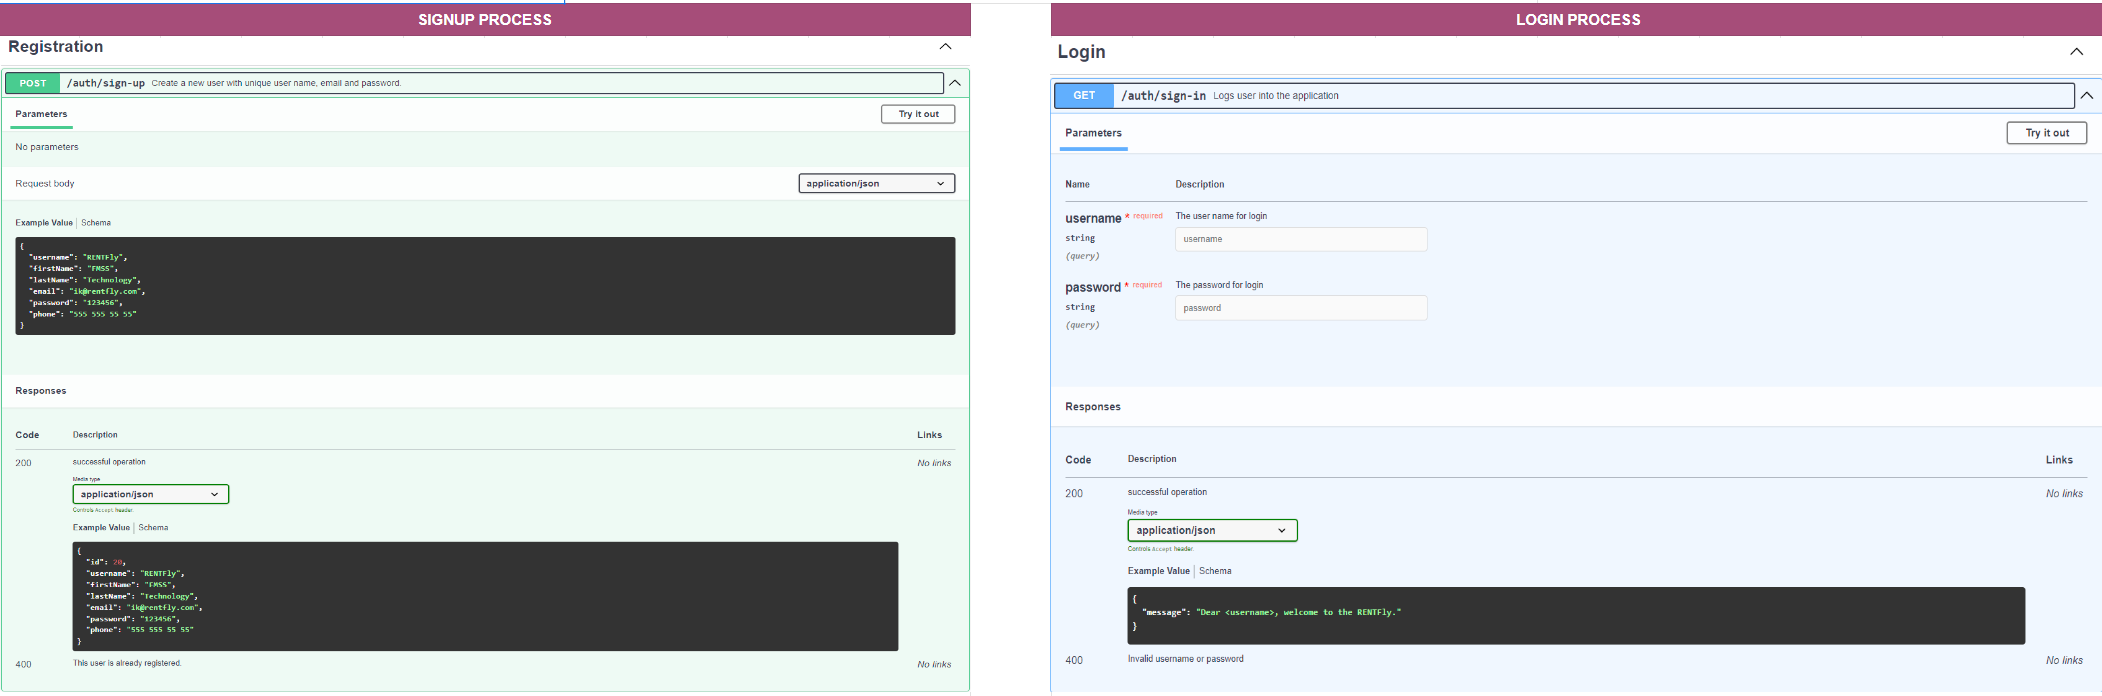 SIGNUP PROCESS
Registration
POST /auth/sign-up Create a new user with unique user name, email and password.
Parameters
Try it out
No parameters
Request body
application/json
Example Value | Schema
{
"username": "RENTFly",
"firstName": "FMSS",
"lastName": "Technology",
"email": "ik@rentfly.com",
"password": "123456",
"phone": "555 555 55 55"
}
Responses
Code Description Links
200 successful operation No links
Media type
application/json
Controls Accept header.
Example Value | Schema
{
"id": 20,
"username": "RENTFly",
"firstName": "FMSS",
"lastName": "Technology",
"email": "ik@rentfly.com",
"password": "123456",
"phone": "555 555 55 55"
}
400 This user is already registered. No links
LOGIN PROCESS
Login
GET /auth/sign-in Logs user into the application
Parameters
Try it out
Name Description
username * required The user name for login
string username
(query)
password * required The password for login
string password
(query)
Responses
Code Description Links
200 successful operation No links
Media type
application/json
Controls Accept header.
Example Value | Schema
{
"message": "Dear <username>, welcome to the RENTFly."
}
400 Invalid username or password No links